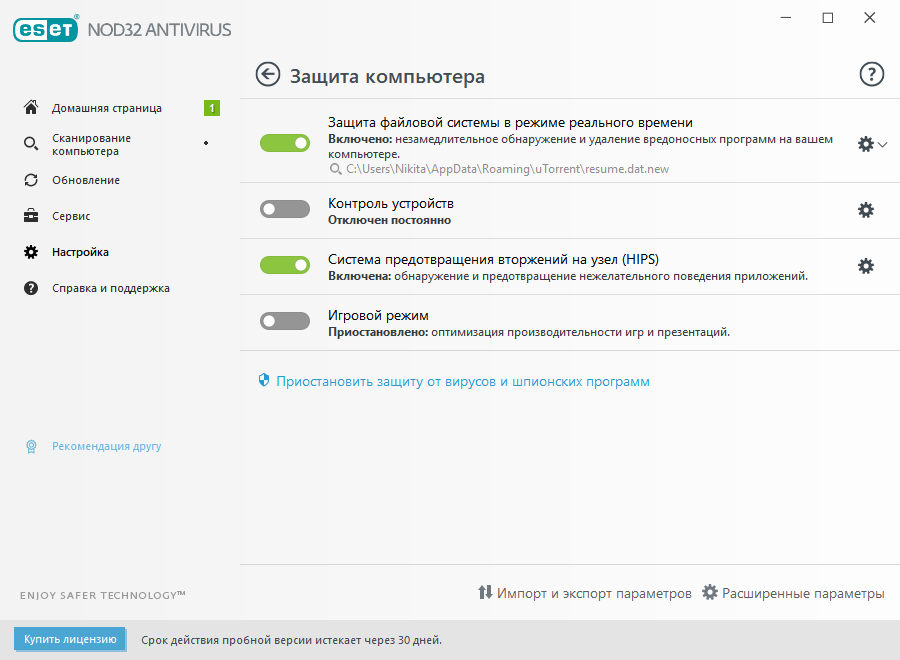 eset® NOD32 ANTIVIRUS
Защита компьютера
?
Домашняя страница 1
Сканирование
компьютера
Обновление
Сервис
Настройка
Справка и поддержка
Рекомендация другу
Защита файловой системы в режиме реального времени
Включено: незамедлительное обнаружение и удаление вредоносных программ на вашем
компьютере.
C:\Users\Nikita\AppData\Roaming\uTorrent\resume.dat.new
Контроль устройств
Отключен постоянно
Система предотвращения вторжений на узел (HIPS)
Включена: обнаружение и предотвращение нежелательного поведения приложений.
Игровой режим
Приостановлено: оптимизация производительности игр и презентаций.
Приостановить защиту от вирусов и шпионских программ
ENJOY SAFER TECHNOLOGY™
Импорт и экспорт параметров Расширенные параметры
Купить лицензию Срок действия пробной версии истекает через 30 дней.